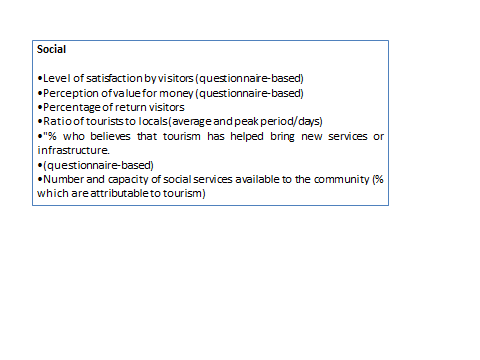 Social
•Level of satisfaction by visitors (questionnaire-based)
•Perception of value for money (questionnaire-based)
•Percentage of return visitors
•Ratio of tourists to locals (average and peak period/days)
•"% who believes that tourism has helped bring new services or
infrastructure.
•(questionnaire-based)
•Number and capacity of social services available to the community (%
which are attributable to tourism)